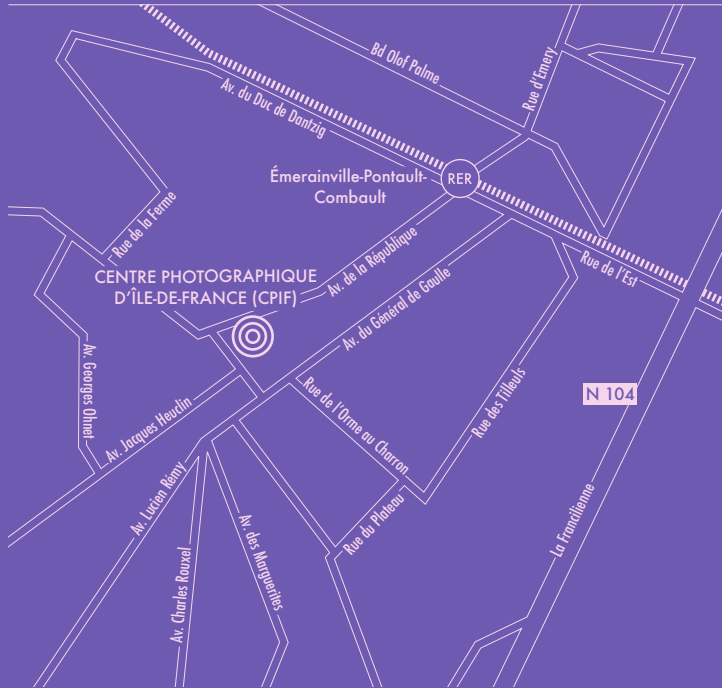 Bd Olof Palme
Rue d'Emery
Av. du Duc de Dantzig
Émerainville-Pontault-
Combault
RER
Rue de la Ferme
Av. de la République
Rue de l'Est
CENTRE PHOTOGRAPHIQUE
D'ÎLE-DE-FRANCE (CPIF)
Av. du Général de Gaulle
Av. Georges Ohnet
Rue des Tilleuls
N 104
Av. Jacques Heuclin
Rue de l'Orme au Charron
Av. Lucien Rémy
Rue du Plateau
La Francilienne
Av. Charles Rouxel
Av. des Marguerites